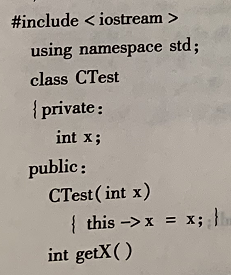 #include < iostream >
using namespace std;
class CTest
{ private:
int x;
public:
CTest( int x)
{ this -> x = x; }
int getX( )